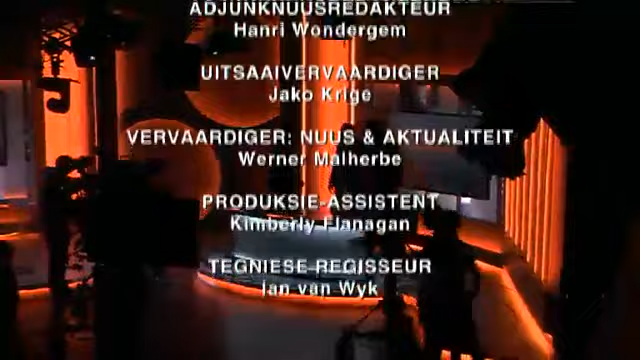 ADJUNKNUUSREDAKTEUR
Hanri Wondergem
UITSAAIVERVAARDIGER
Jako Krige
VERVAARDIGER: NUUS & AKTUALITEIT
Werner Malherbe
PRODUKSIE-ASSISTENT
Kimberly Flanagan
TEGNIESE REGISSEUR
Jan van Wyk